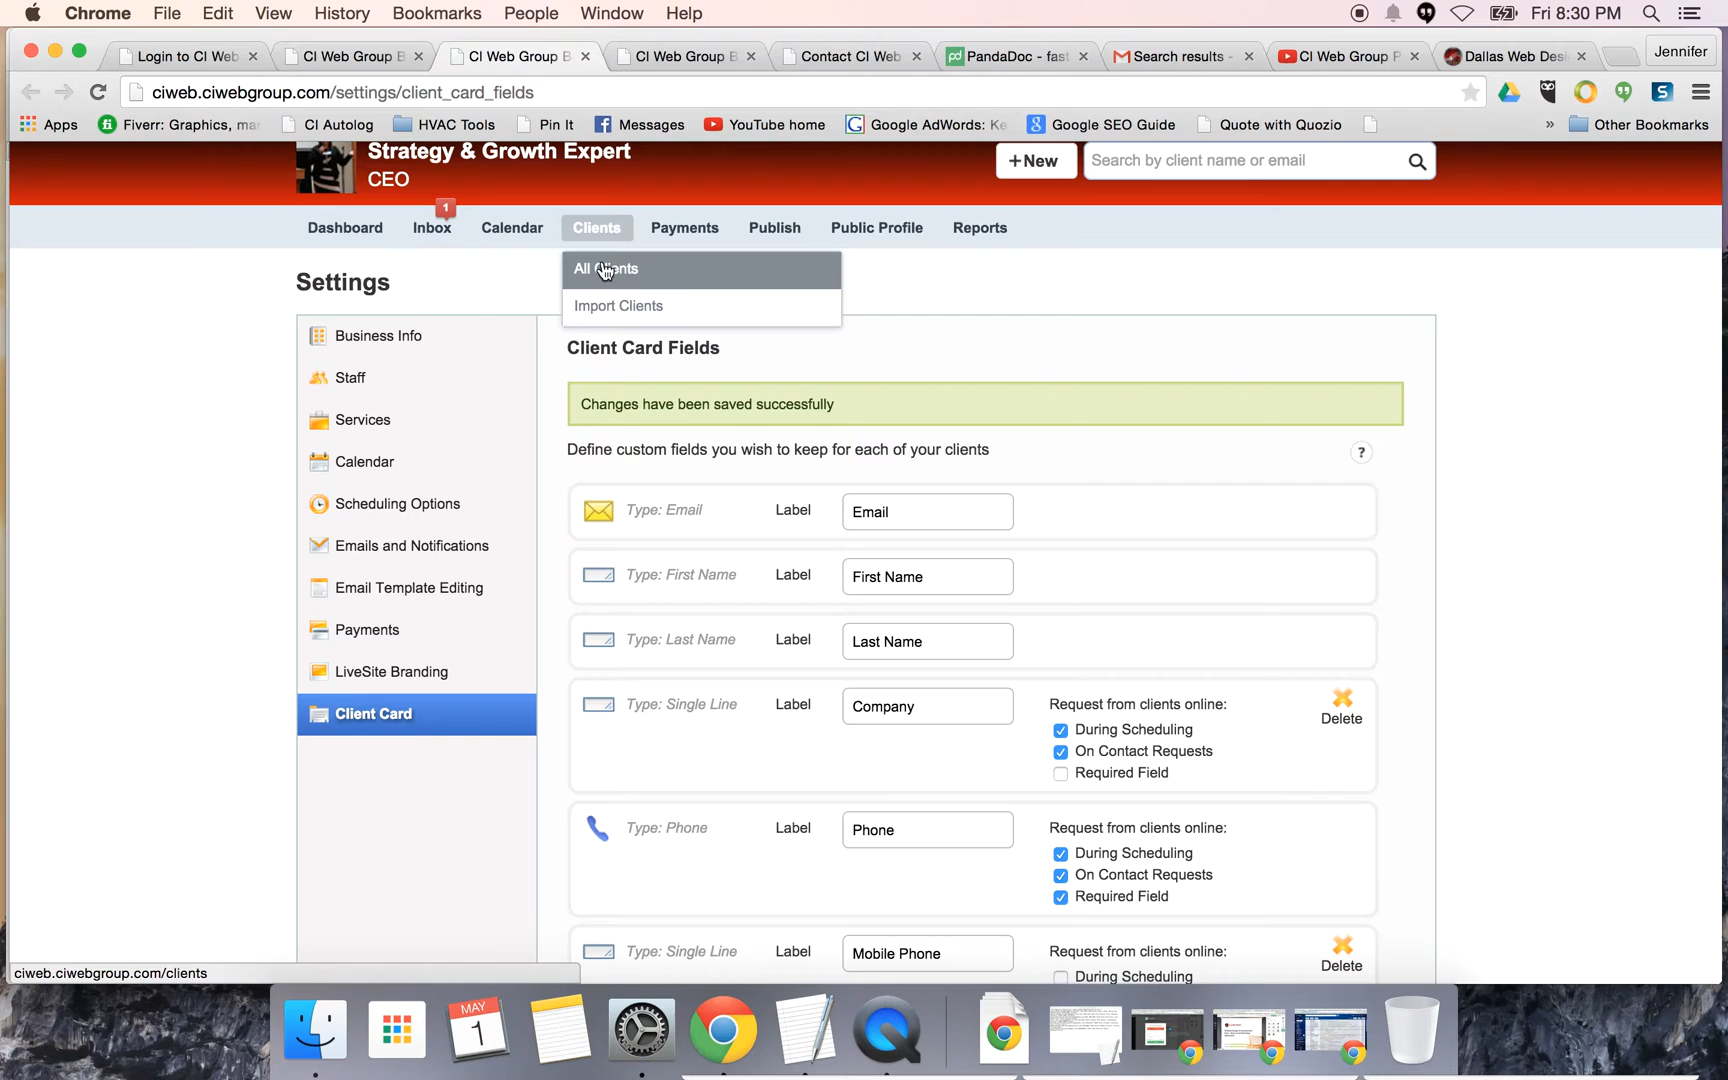 Chrome File Edit View History Bookmarks People Window Help Fri 8:30 PM
Login to CI Web CI Web Group B CI Web Group B CI Web Group B Contact CI Web PandaDoc - fast Search results - CI Web Group P Dallas Web Desi Jennifer
ciweb.ciwebgroup.com/settings/client_card_fields
Apps Fiverr: Graphics, mar CI Autolog HVAC Tools Pin It Messages YouTube home Google AdWords: Ke Google SEO Guide Quote with Quozio » Other Bookmarks
Strategy & Growth Expert
CEO
+New Search by client name or email
1
Dashboard Inbox Calendar Clients Payments Publish Public Profile Reports
All Clients
Import Clients
Settings
Business Info
Staff
Services
Calendar
Scheduling Options
Emails and Notifications
Email Template Editing
Payments
LiveSite Branding
Client Card
Client Card Fields
Changes have been saved successfully
Define custom fields you wish to keep for each of your clients ?
Type: Email Label Email
Type: First Name Label First Name
Type: Last Name Label Last Name
Type: Single Line Label Company Request from clients online:
During Scheduling
On Contact Requests
Required Field
Delete
Type: Phone Label Phone Request from clients online:
During Scheduling
On Contact Requests
Required Field
Type: Single Line Label Mobile Phone Request from clients online:
During Scheduling
Delete
ciweb.ciwebgroup.com/clients
MAY
1